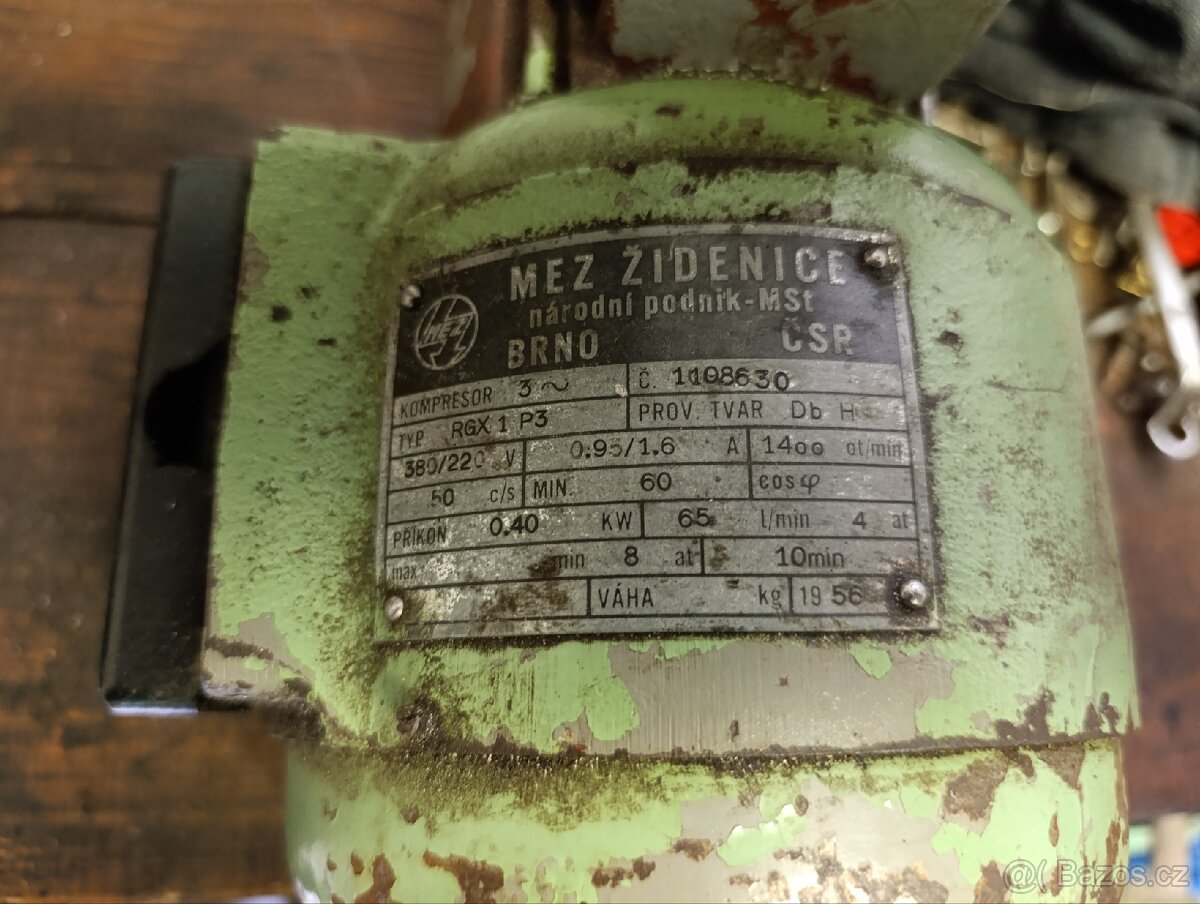 MEZ ŽIDENICE
národní podnik-MSt
MEZ
BRNO ČSR
KOMPRESOR 3~ Č. 1108630
TYP RGX 1 P3 PROV. TVAR Db H
380/220 V 0.95/1.6 A 1400 ot/min
50 c/s MIN. 60 cos φ
PŘÍKON 0.40 KW 65 l/min 4 at
max. min 8 at 10min
VÁHA kg 1956
@( Bazos.cz